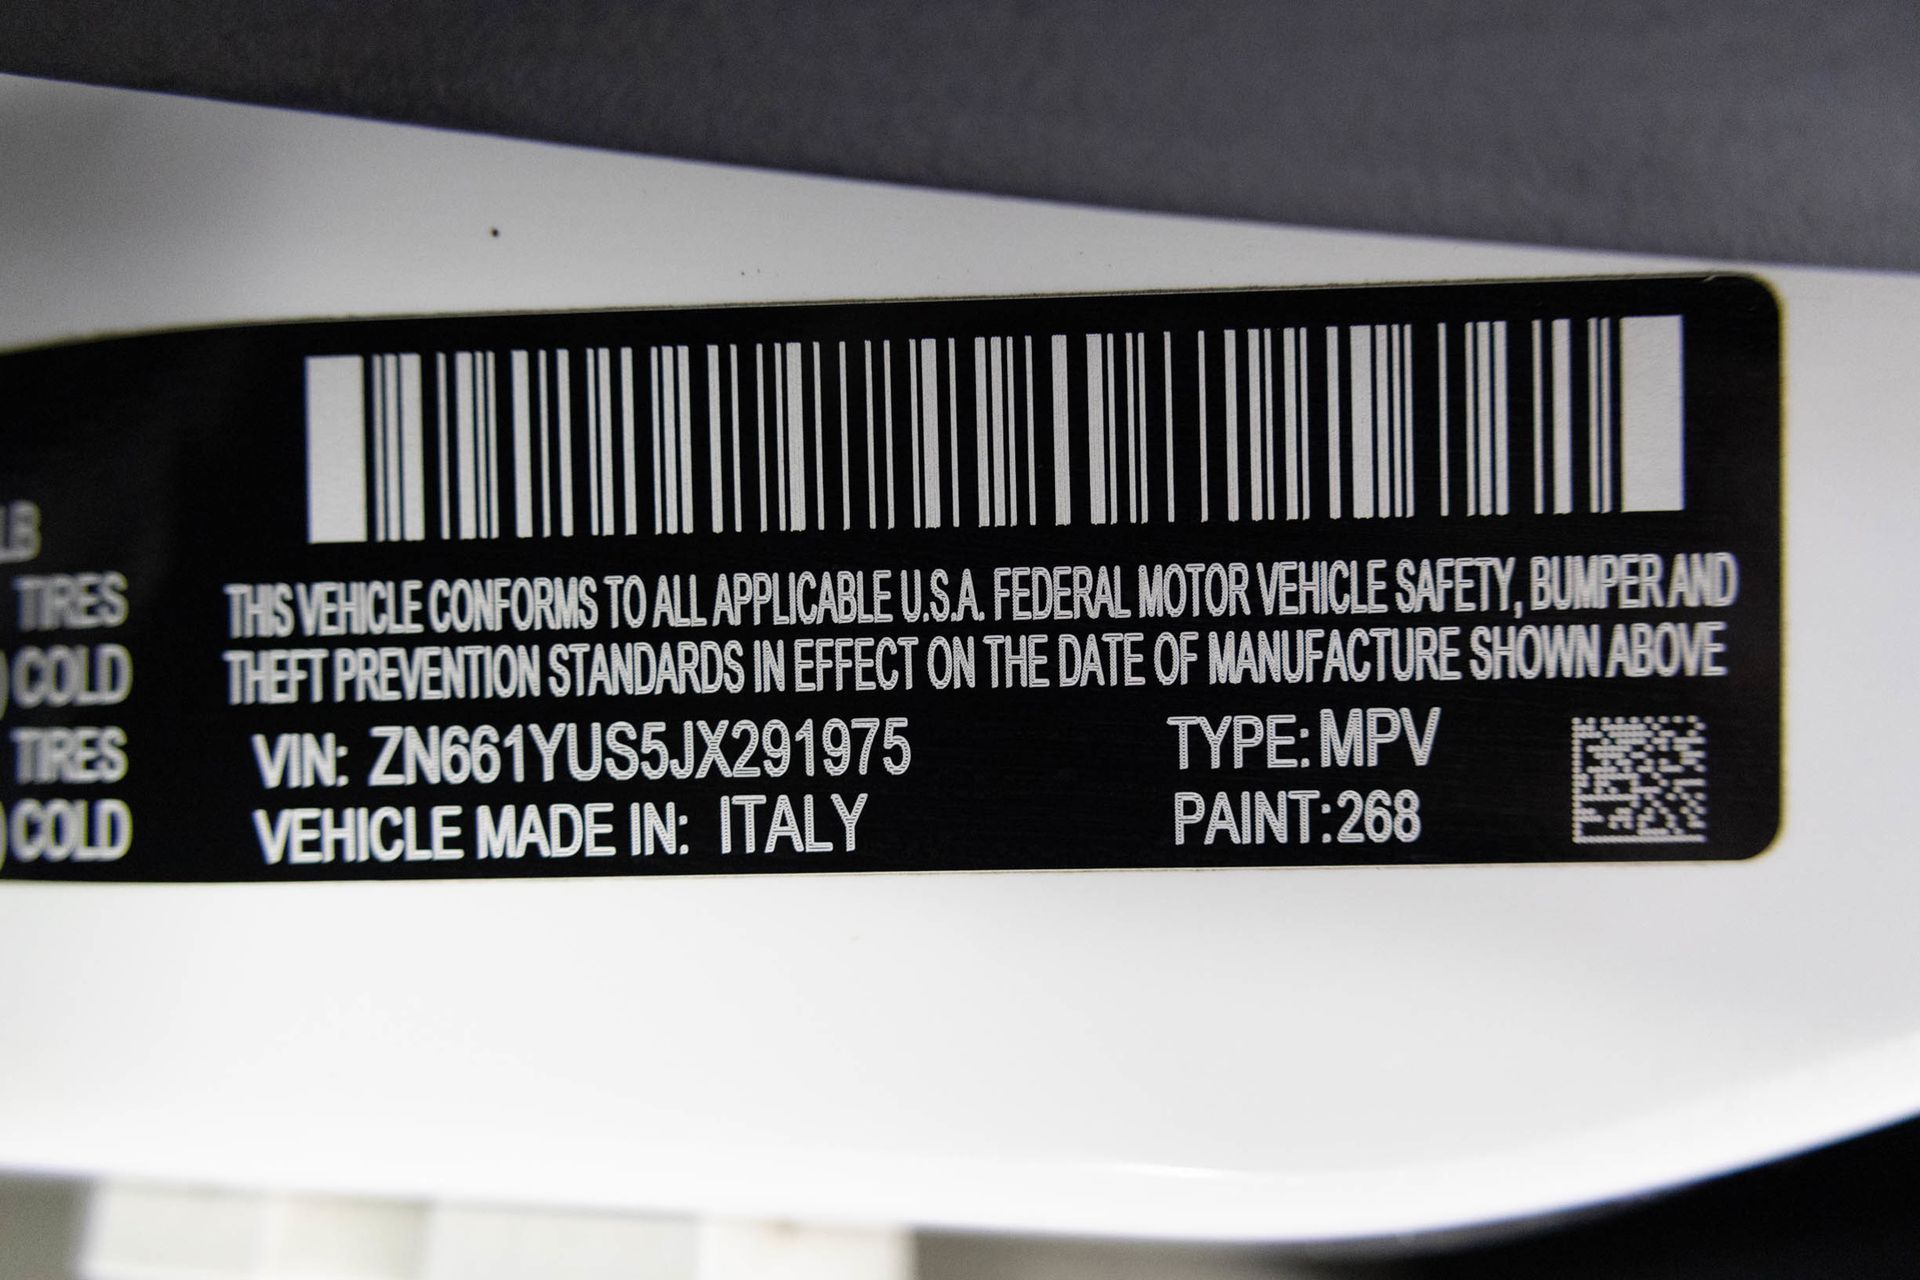 LB
TIRES
COLD
TIRES
COLD
THIS VEHICLE CONFORMS TO ALL APPLICABLE U.S.A. FEDERAL MOTOR VEHICLE SAFETY, BUMPER AND
THEFT PREVENTION STANDARDS IN EFFECT ON THE DATE OF MANUFACTURE SHOWN ABOVE
VIN: ZN661YUS5JX291975
TYPE: MPV
VEHICLE MADE IN: ITALY
PAINT: 268